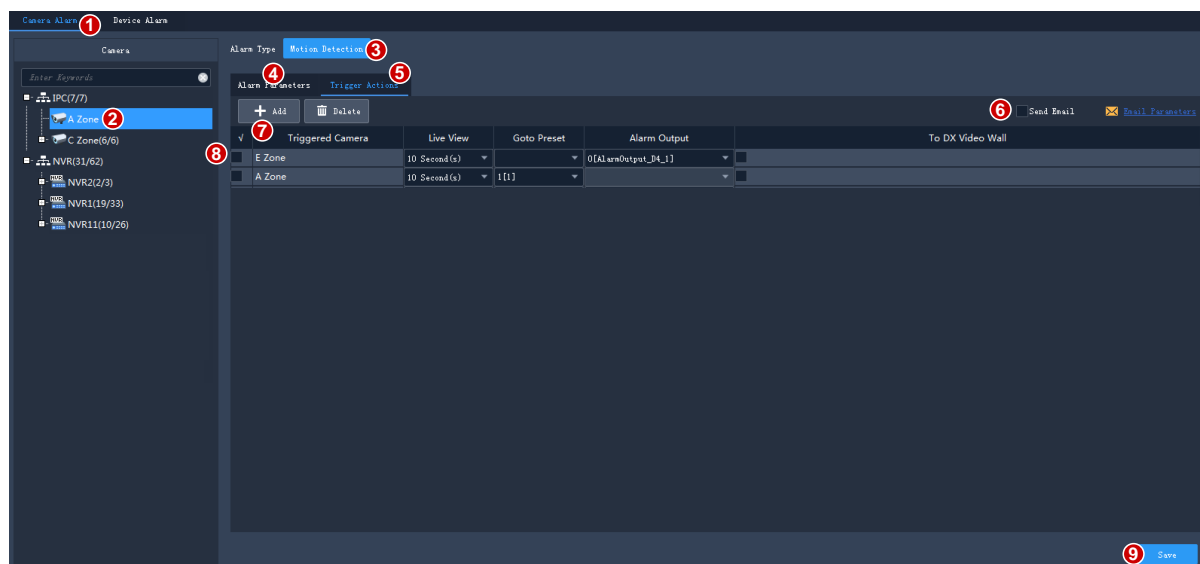 Camera Alarm 1 Device Alarm
Camera
Alarm Type Motion Detection 3
Enter Keywords
4 5
Alarm Parameters Trigger Actions
IPC(7/7)
A Zone 2
Add Delete
6 Send Email Email Parameters
C Zone(6/6)
√ 7 Triggered Camera Live View Goto Preset Alarm Output To DX Video Wall
NVR(31/62)
8 E Zone 10 Second(s) 0[AlarmOutput_D4_1]
A Zone 10 Second(s) 1[1]
NVR2(2/3)
NVR1(19/33)
NVR11(10/26)
9 Save